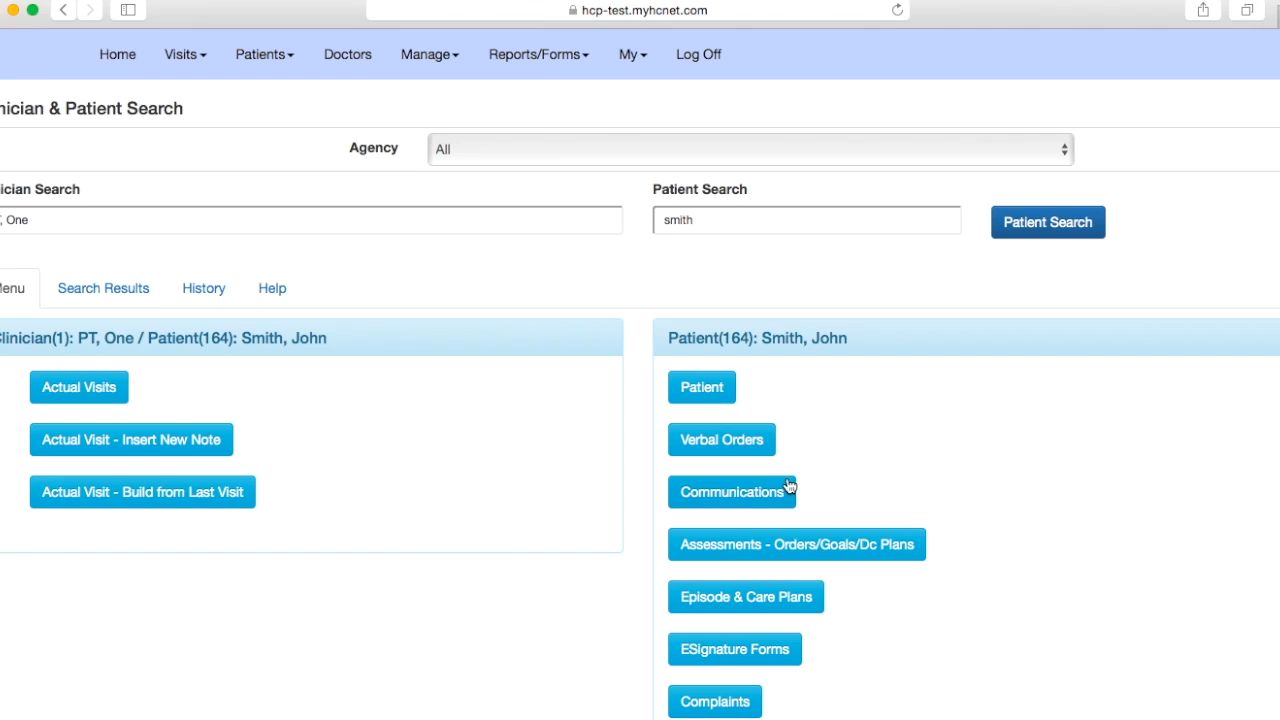 hcp-test.myhcnet.com
Home Visits Patients Doctors Manage Reports/Forms My Log Off
nician & Patient Search
Agency All
ician Search Patient Search
, One smith Patient Search
Menu Search Results History Help
Clinician(1): PT, One / Patient(164): Smith, John Patient(164): Smith, John
Actual Visits Patient
Actual Visit - Insert New Note Verbal Orders
Actual Visit - Build from Last Visit Communications
Assessments - Orders/Goals/Dc Plans
Episode & Care Plans
ESignature Forms
Complaints